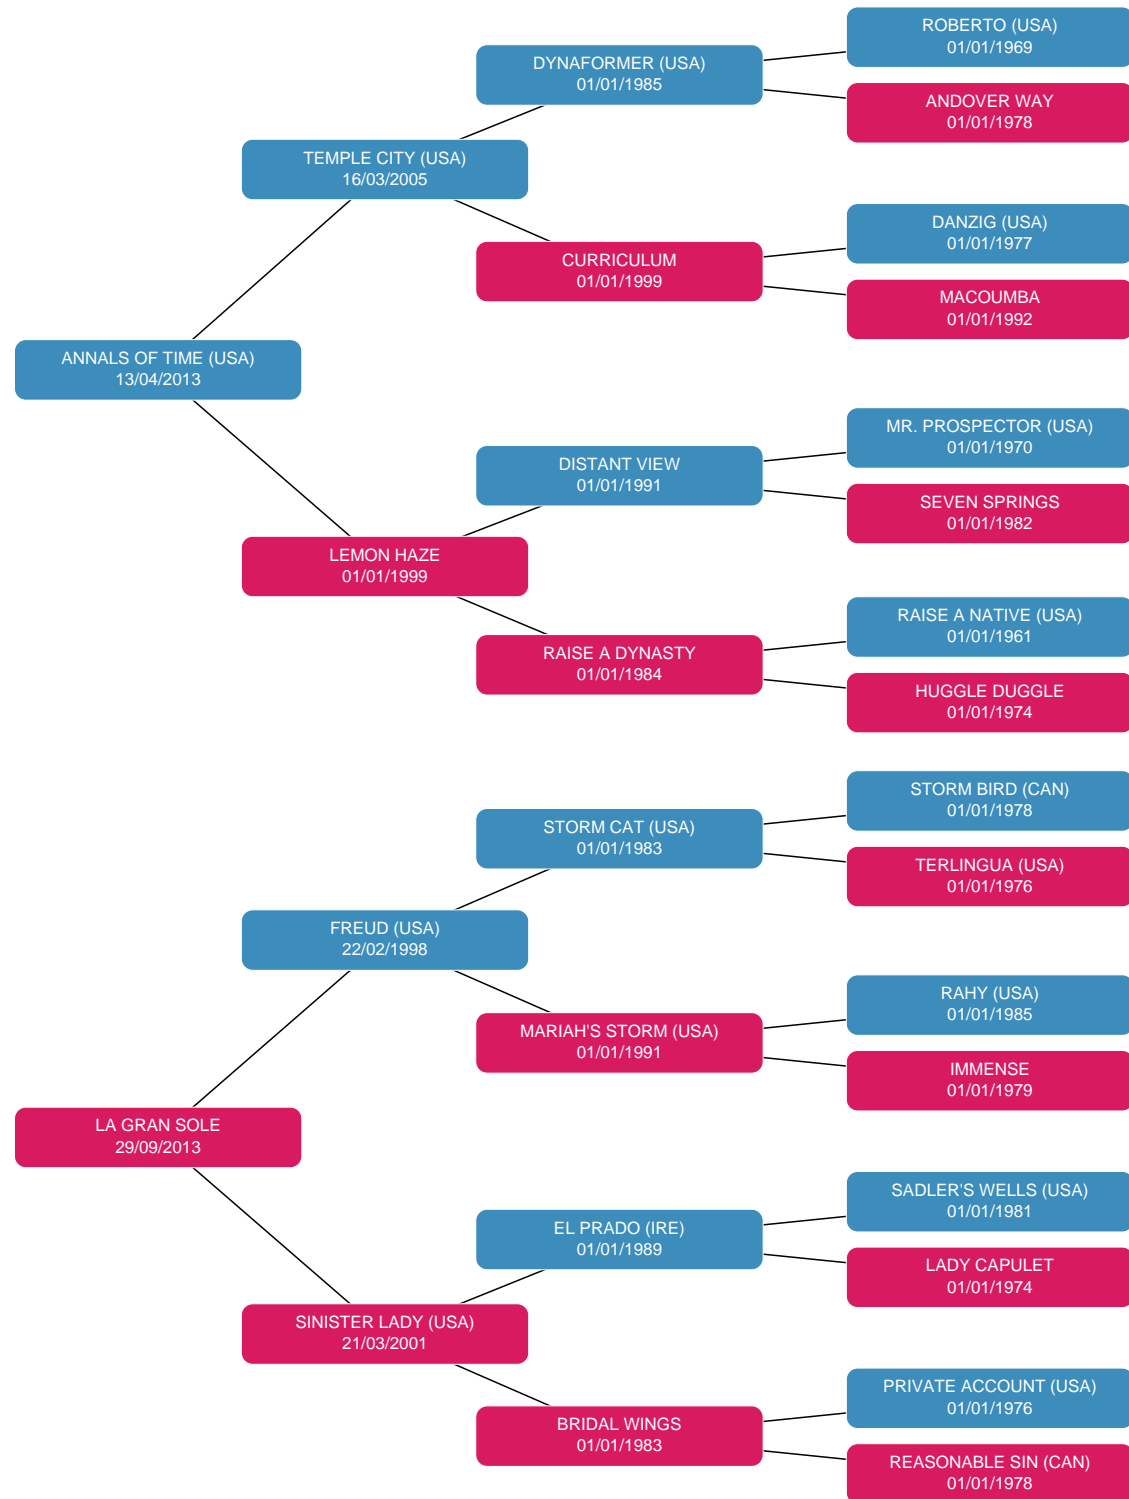 ROBERTO (USA)
01/01/1969
DYNAFORMER (USA)
01/01/1985
ANDOVER WAY
01/01/1978
TEMPLE CITY (USA)
16/03/2005
DANZIG (USA)
01/01/1977
CURRICULUM
01/01/1999
MACOUMBA
01/01/1992
ANNALS OF TIME (USA)
13/04/2013
MR. PROSPECTOR (USA)
01/01/1970
DISTANT VIEW
01/01/1991
SEVEN SPRINGS
01/01/1982
LEMON HAZE
01/01/1999
RAISE A NATIVE (USA)
01/01/1961
RAISE A DYNASTY
01/01/1984
HUGGLE DUGGLE
01/01/1974
STORM BIRD (CAN)
01/01/1978
STORM CAT (USA)
01/01/1983
TERLINGUA (USA)
01/01/1976
FREUD (USA)
22/02/1998
RAHY (USA)
01/01/1985
MARIAH'S STORM (USA)
01/01/1991
IMMENSE
01/01/1979
LA GRAN SOLE
29/09/2013
SADLER'S WELLS (USA)
01/01/1981
EL PRADO (IRE)
01/01/1989
LADY CAPULET
01/01/1974
SINISTER LADY (USA)
21/03/2001
PRIVATE ACCOUNT (USA)
01/01/1976
BRIDAL WINGS
01/01/1983
REASONABLE SIN (CAN)
01/01/1978